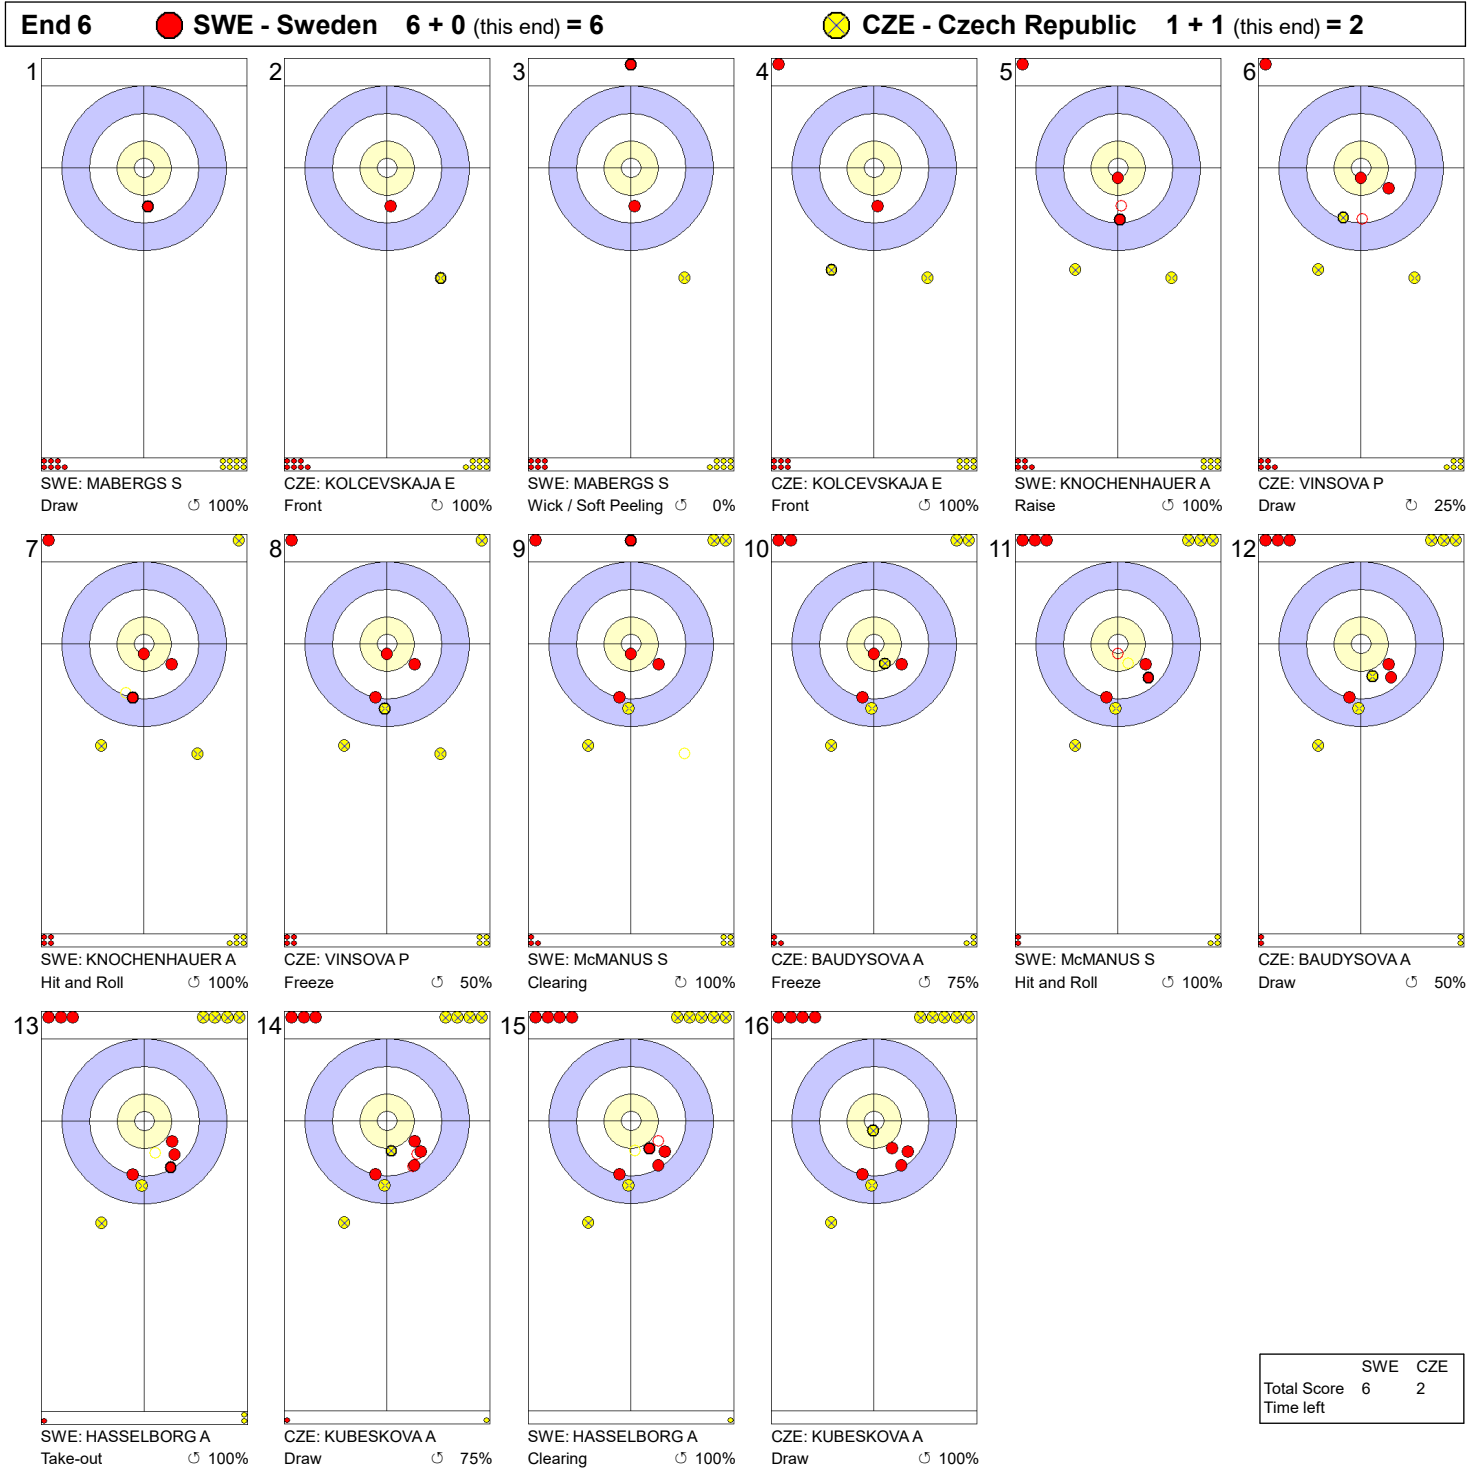 End 6 SWE - Sweden 6 + 0 (this end) = 6 CZE - Czech Republic 1 + 1 (this end) = 2
1 2 3 4 5 6
SWE: MABERGS S CZE: KOLCEVSKAJA E SWE: MABERGS S CZE: KOLCEVSKAJA E SWE: KNOCHENHAUER A CZE: VINSOVA P
Draw ↺ 100% Front ↻ 100% Wick / Soft Peeling ↺ 0% Front ↺ 100% Raise ↺ 100% Draw ↻ 25%
7 8 9 10 11 12
SWE: KNOCHENHAUER A CZE: VINSOVA P SWE: McMANUS S CZE: BAUDYSOVA A SWE: McMANUS S CZE: BAUDYSOVA A
Hit and Roll ↺ 100% Freeze ↺ 50% Clearing ↻ 100% Freeze ↺ 75% Hit and Roll ↺ 100% Draw ↺ 50%
13 14 15 16
SWE: HASSELBORG A CZE: KUBESKOVA A SWE: HASSELBORG A CZE: KUBESKOVA A
Take-out ↺ 100% Draw ↺ 75% Clearing ↺ 100% Draw ↺ 100%
SWE CZE
Total Score 6 2
Time left